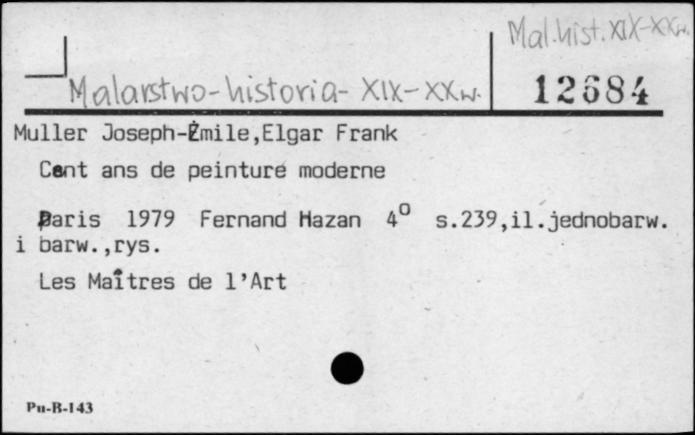 Mal.hist.XIX-XXw.
Malarstwo-historia- XIX-XXw.
12684
Muller Joseph-Émile,Elgar Frank
Cent ans de peinture moderne
Paris 1979 Fernand Hazan 4º s.239,il.jednobarw.
i barw.,rys.
Les Maîtres de l'Art
Pu-B-143